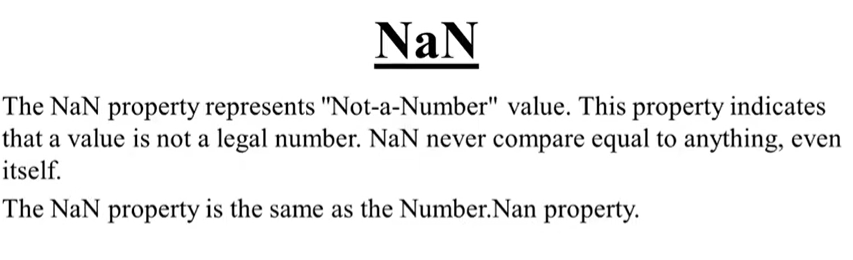 NaN
The NaN property represents "Not-a-Number" value. This property indicates
that a value is not a legal number. NaN never compare equal to anything, even
itself.
The NaN property is the same as the Number.Nan property.